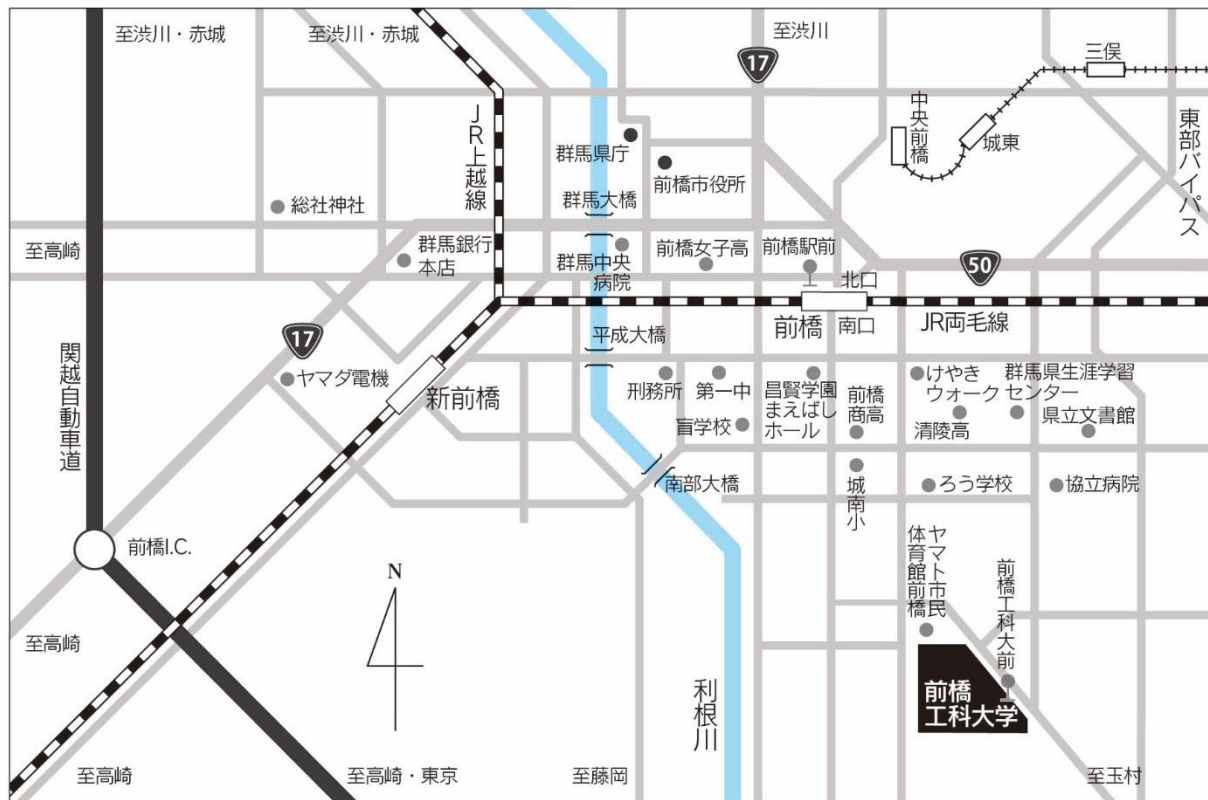 至渋川・赤城
至渋川・赤城
至渋川
17
三俣
中央前橋
城東
東部バイパス
JR上越線
群馬県庁
前橋市役所
総社神社
群馬大橋
至高崎
群馬銀行
本店
群馬中央
病院
前橋女子高
前橋駅前
北口
50
前橋
南口
JR両毛線
17
平成大橋
関越自動車道
ヤマダ電機
新前橋
刑務所
第一中
昌賢学園
まえばし
ホール
前橋
商高
けやき
ウォーク
群馬県生涯学習
センター
盲学校
清陵高
県立文書館
南部大橋
城南小
ろう学校
協立病院
前橋I.C.
N
ヤマト市民
体育館前橋
前橋工科大前
至高崎
利根川
前橋
工科大学
至高崎
至高崎・東京
至藤岡
至玉村